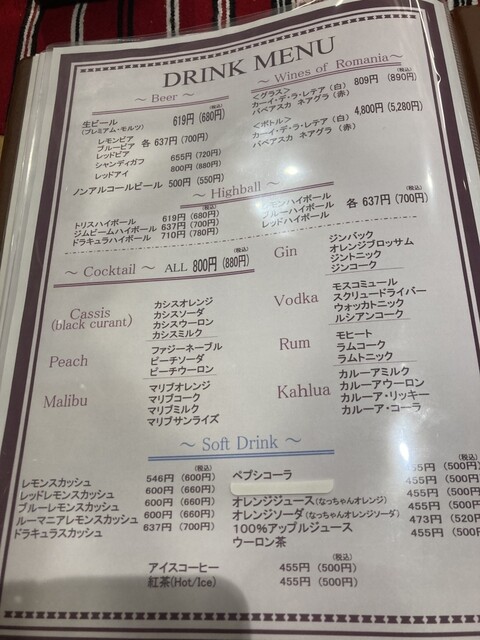 DRINK MENU
～ Beer ～
(税込)
生ビール 619円 (680円)
(プレミアム・モルツ)
レモンビア
ブルービア 各 637円 (700円)
レッドビア
シャンディガフ 655円 (720円)
レッドアイ 800円 (880円)
ノンアルコールビール 500円 (550円)
～ Wines of Romania～
(税込)
<グラス> 809円 (890円)
カーイ・デ・ラ・レテア (白)
パペアスカ ネアグラ (赤)
<ボトル> 4,800円 (5,280円)
カーイ・デ・ラ・レテア (白)
パペアスカ ネアグラ (赤)
～ Highball ～
(税込)
トリスハイボール 619円 (680円)
ジムビームハイボール 637円 (700円)
ドラキュラハイボール 710円 (780円)
(税込)
レモンハイボール
ブルーハイボール 各 637円 (700円)
レッドハイボール
(税込)
～ Cocktail ～ ALL 800円 (880円)
Cassis
(black curant)
カシスオレンジ
カシスソーダ
カシスウーロン
カシスミルク
Peach
ファジーネーブル
ピーチソーダ
ピーチウーロン
Malibu
マリブオレンジ
マリブコーク
マリブミルク
マリブサンライズ
Gin
ジンバック
オレンジブロッサム
ジントニック
ジンコーク
Vodka
モスコミュール
スクリュードライバー
ウォッカトニック
ルシアンコーク
Rum
モヒート
ラムコーク
ラムトニック
Kahlua
カルーアミルク
カルーアウーロン
カルーア・リッキー
カルーア・コーラ
～ Soft Drink ～
(税込)
レモンスカッシュ 546円 (600円)
レッドレモンスカッシュ 600円 (660円)
ブルーレモンスカッシュ 600円 (660円)
ルーマニアレモンスカッシュ 600円 (660円)
ドラキュラスカッシュ 637円 (700円)
(税込)
ペプシコーラ 455円 (500円)
455円 (500円)
オレンジジュース (なっちゃんオレンジ) 455円 (500円)
オレンジソーダ (なっちゃんオレンジソーダ) 455円 (500円)
100%アップルジュース 473円 (520円
ウーロン茶 455円 (500円
(税込)
アイスコーヒー 455円 (500円)
紅茶(Hot/Ice) 455円 (500円)